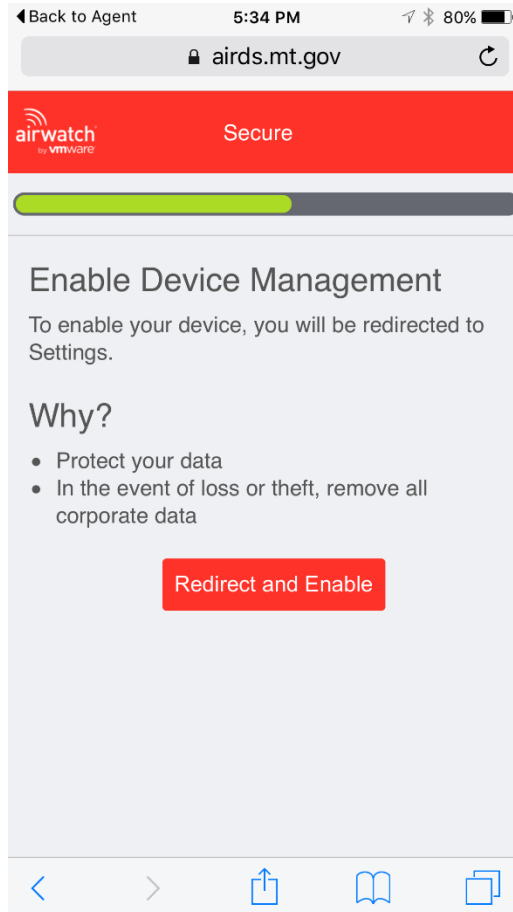 Back to Agent 5:34 PM 80%
airds.mt.gov
airwatch
by vmware
Secure
Enable Device Management
To enable your device, you will be redirected to
Settings.
Why?
• Protect your data
• In the event of loss or theft, remove all
corporate data
Redirect and Enable